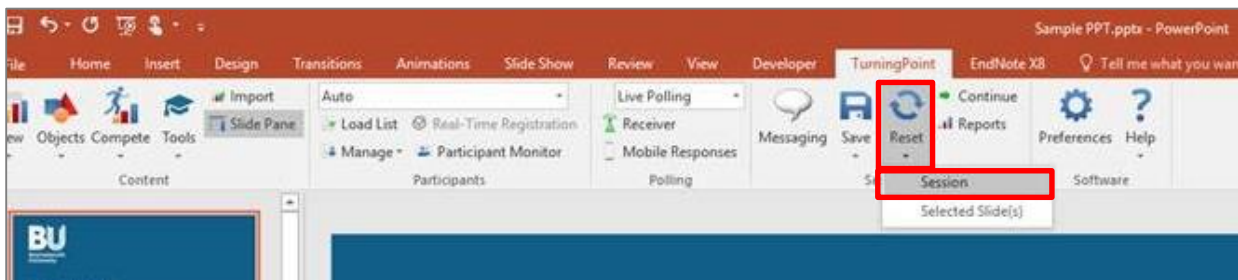 Sample PPT.pptx - PowerPoint
File Home Insert Design Transitions Animations Slide Show Review View Developer TurningPoint EndNote X8 Tell me what you wan
Import Auto Live Polling Continue
Slide Pane Load List Real-Time Registration Receiver Reports
Objects Compete Tools Manage Participant Monitor Mobile Responses Messaging Save Reset Preferences Help
Content Participants Polling Software
Session
Selected Slide(s)
BU